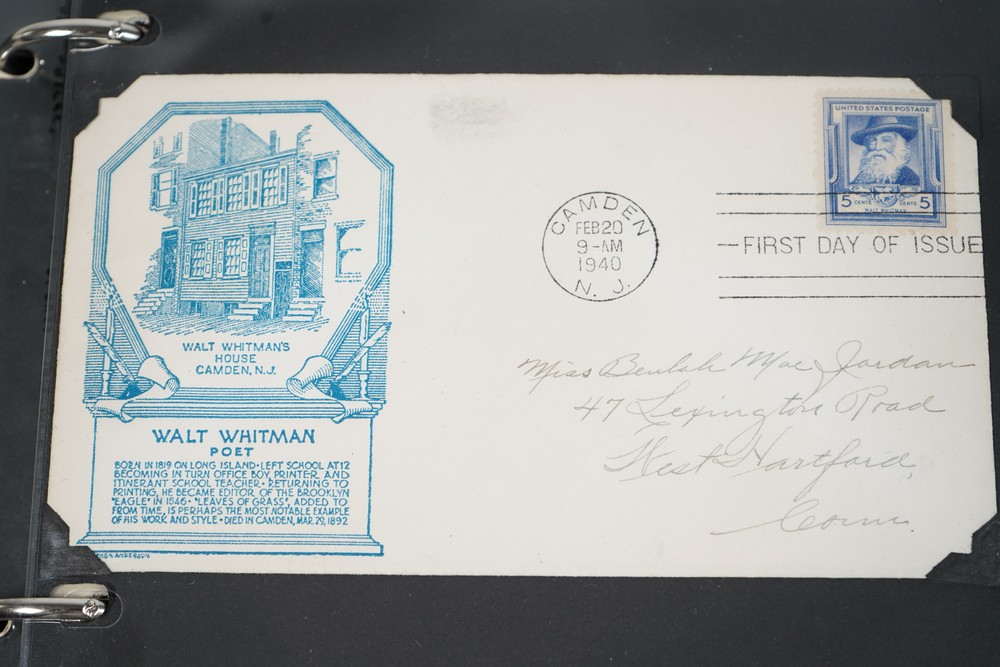 WALT WHITMAN'S
HOUSE
CAMDEN, N.J.
WALT WHITMAN
POET
BORN IN 1819 ON LONG ISLAND • LEFT SCHOOL AT 12
BECOMING IN TURN OFFICE BOY, PRINTER, AND
ITINERANT SCHOOL TEACHER • RETURNING TO
PRINTING, HE BECAME EDITOR OF THE BROOKLYN
"EAGLE" IN 1846 • "LEAVES OF GRASS", ADDED TO
FROM TIME, IS PERHAPS THE MOST NOTABLE EXAMPLE
OF HIS WORK AND STYLE • DIED IN CAMDEN, MAR. 29, 1892
CAMDEN
FEB 20
9-AM
1940
N. J.
UNITED STATES POSTAGE
5 CENTS CENTS 5
WALT WHITMAN
FIRST DAY OF ISSUE
Miss Beulah Mae Jordan
47 Lexington Road
West Hartford,
Conn.